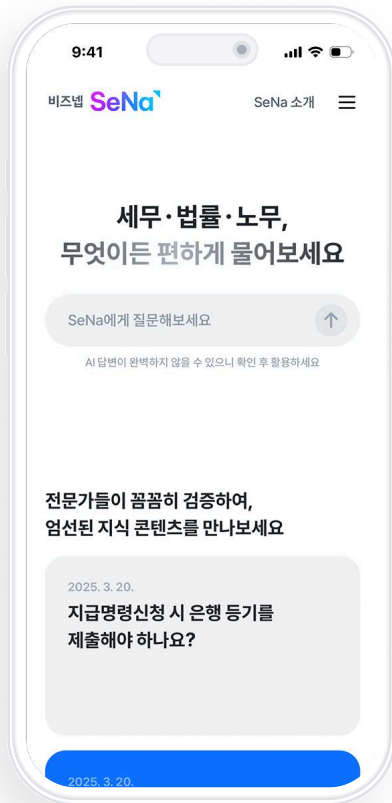 9:41
비즈넵 SeNa
SeNa 소개
세무·법률·노무,
무엇이든 편하게 물어보세요
SeNa에게 질문해보세요
AI 답변이 완벽하지 않을 수 있으니 확인 후 활용하세요
전문가들이 꼼꼼히 검증하여,
엄선된 지식 콘텐츠를 만나보세요
2025. 3. 20.
지급명령신청 시 은행 등기를
제출해야 하나요?
2025. 3. 20.